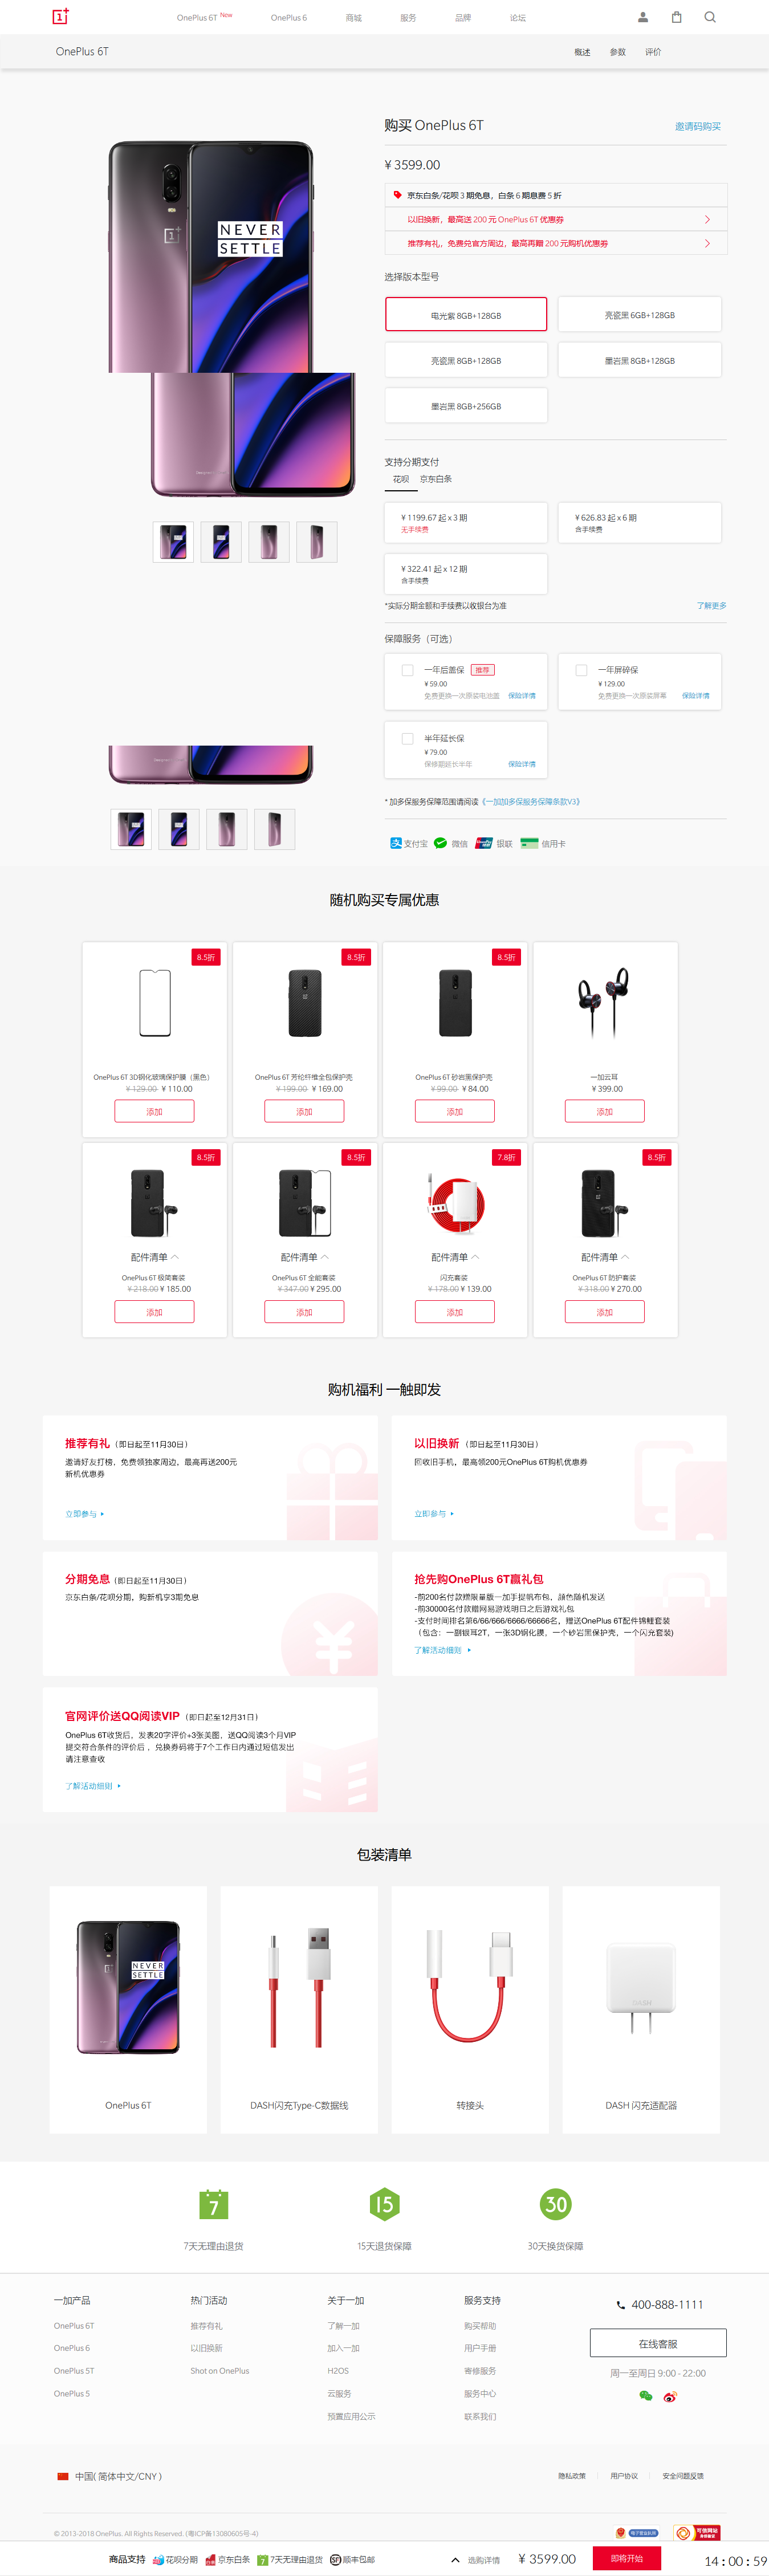 OnePlus 6T New
OnePlus 6
商城
服务
品牌
论坛
OnePlus 6T
概述
参数
评价
购买 OnePlus 6T
邀请码购买
¥ 3599.00
京东白条/花呗 3 期免息，白条 6 期息费 5 折
以旧换新，最高送 200 元 OnePlus 6T 优惠券
推荐有礼，免费兑官方周边，最高再赠 200 元购机优惠券
NEVER
SETTLE
选择版本型号
电光紫 8GB+128GB
亮瓷黑 6GB+128GB
亮瓷黑 8GB+128GB
墨岩黑 8GB+128GB
墨岩黑 8GB+256GB
支持分期支付
花呗
京东白条
¥ 1199.67 起 x 3 期
无手续费
¥ 626.83 起 x 6 期
含手续费
¥ 322.41 起 x 12 期
含手续费
*实际分期金额和手续费以收银台为准
了解更多
保障服务（可选）
一年后盖保 推荐
¥ 59.00
免费更换一次原装电池盖 保险详情
一年屏碎保
¥ 129.00
免费更换一次原装屏幕 保险详情
半年延长保
¥ 79.00
保修期延长半年 保险详情
* 加多保服务保障范围请阅读《一加加多保服务保障条款V3》
支付宝
微信
银联
信用卡
随机购买专属优惠
8.5折
8.5折
8.5折
OnePlus 6T 3D钢化玻璃保护膜（黑色）
¥ 129.00 ¥ 110.00
添加
OnePlus 6T 芳纶纤维全包保护壳
¥ 199.00 ¥ 169.00
添加
OnePlus 6T 砂岩黑保护壳
¥ 99.00 ¥ 84.00
添加
一加云耳
¥ 399.00
添加
8.5折
8.5折
7.8折
8.5折
配件清单
OnePlus 6T 极简套装
¥ 218.00 ¥ 185.00
添加
配件清单
OnePlus 6T 全能套装
¥ 347.00 ¥ 295.00
添加
配件清单
闪充套装
¥ 178.00 ¥ 139.00
添加
配件清单
OnePlus 6T 防护套装
¥ 318.00 ¥ 270.00
添加
购机福利 一触即发
推荐有礼（即日起至11月30日）
邀请好友打榜，免费领独家周边，最高再送200元
新机优惠券
立即参与
以旧换新（即日起至11月30日）
回收旧手机，最高领200元OnePlus 6T购机优惠券
立即参与
分期免息（即日起至11月30日）
京东白条/花呗分期，购新机享3期免息
抢先购OnePlus 6T赢礼包
-前200名付款赠限量版一加手提帆布包，颜色随机发送
-前30000名付款赠网易游戏明日之后游戏礼包
-支付时间排名第6/66/666/6666/66666名，赠送OnePlus 6T配件锦鲤套装
（包含：一副银耳2T，一张3D钢化膜，一个砂岩黑保护壳，一个闪充套装)
了解活动细则
官网评价送QQ阅读VIP（即日起至12月31日）
OnePlus 6T收货后，发表20字评价+3张美图，送QQ阅读3个月VIP
提交符合条件的评价后，兑换券码将于7个工作日内通过短信发出
请注意查收
了解活动细则
包装清单
NEVER
SETTLE
OnePlus 6T
DASH闪充Type-C数据线
转接头
DASH 闪充适配器
7
15
30
7天无理由退货
15天退货保障
30天换货保障
一加产品
OnePlus 6T
OnePlus 6
OnePlus 5T
OnePlus 5
热门活动
推荐有礼
以旧换新
Shot on OnePlus
关于一加
了解一加
加入一加
H2OS
云服务
预置应用公示
服务支持
购买帮助
用户手册
寄修服务
服务中心
联系我们
400-888-1111
在线客服
周一至周日 9:00 - 22:00
中国( 简体中文/CNY )
隐私政策
用户协议
安全问题反馈
© 2013-2018 OnePlus. All Rights Reserved. (粤ICP备13080605号-4)
可信网站
商品支持
花呗分期
京东白条
7天无理由退货
顺丰包邮
选购详情
¥ 3599.00
即将开始
14 : 00 : 59